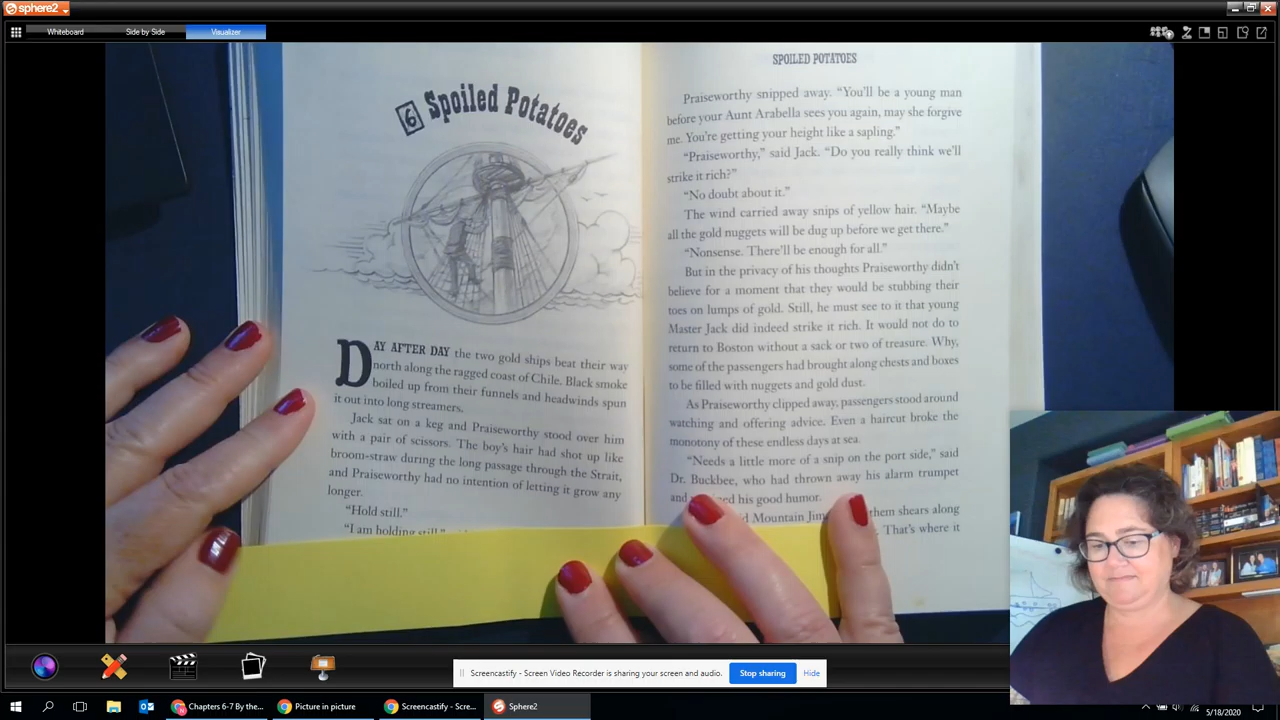 sphere2
Whiteboard
Side by Side
Visualizer
6 Spoiled Potatoes
DAY AFTER DAY the two gold ships beat their way
north along the ragged coast of Chile. Black smoke
boiled up from their funnels and headwinds spun
it out into long streamers.
Jack sat on a keg and Praiseworthy stood over him
with a pair of scissors. The boy's hair had shot up like
broom-straw during the long passage through the Strait,
and Praiseworthy had no intention of letting it grow any
longer.
"Hold still."
"I am holding still,"
SPOILED POTATOES
Praiseworthy snipped away. "You'll be a young man
before your Aunt Arabella sees you again, may she forgive
me. You're getting your height like a sapling."
"Praiseworthy," said Jack. "Do you really think we'll
strike it rich?"
"No doubt about it."
The wind carried away snips of yellow hair. "Maybe
all the gold nuggets will be dug up before we get there."
"Nonsense. There'll be enough for all."
But in the privacy of his thoughts Praiseworthy didn't
believe for a moment that they would be stubbing their
toes on lumps of gold. Still, he must see to it that young
Master Jack did indeed strike it rich. It would not do to
return to Boston without a sack or two of treasure. Why,
some of the passengers had brought along chests and boxes
to be filled with nuggets and gold dust.
As Praiseworthy clipped away, passengers stood around
watching and offering advice. Even a haircut broke the
monotony of these endless days at sea.
"Needs a little more of a snip on the port side," said
Dr. Buckbee, who had thrown away his alarm trumpet
and his good humor.
Mountain Jim them shears along
That's where it
Screencastify - Screen Video Recorder is sharing your screen and audio.
Stop sharing
Hide
Chapters 6-7 By the...
Picture in picture
Screencastify - Scre...
Sphere2
5/18/2020